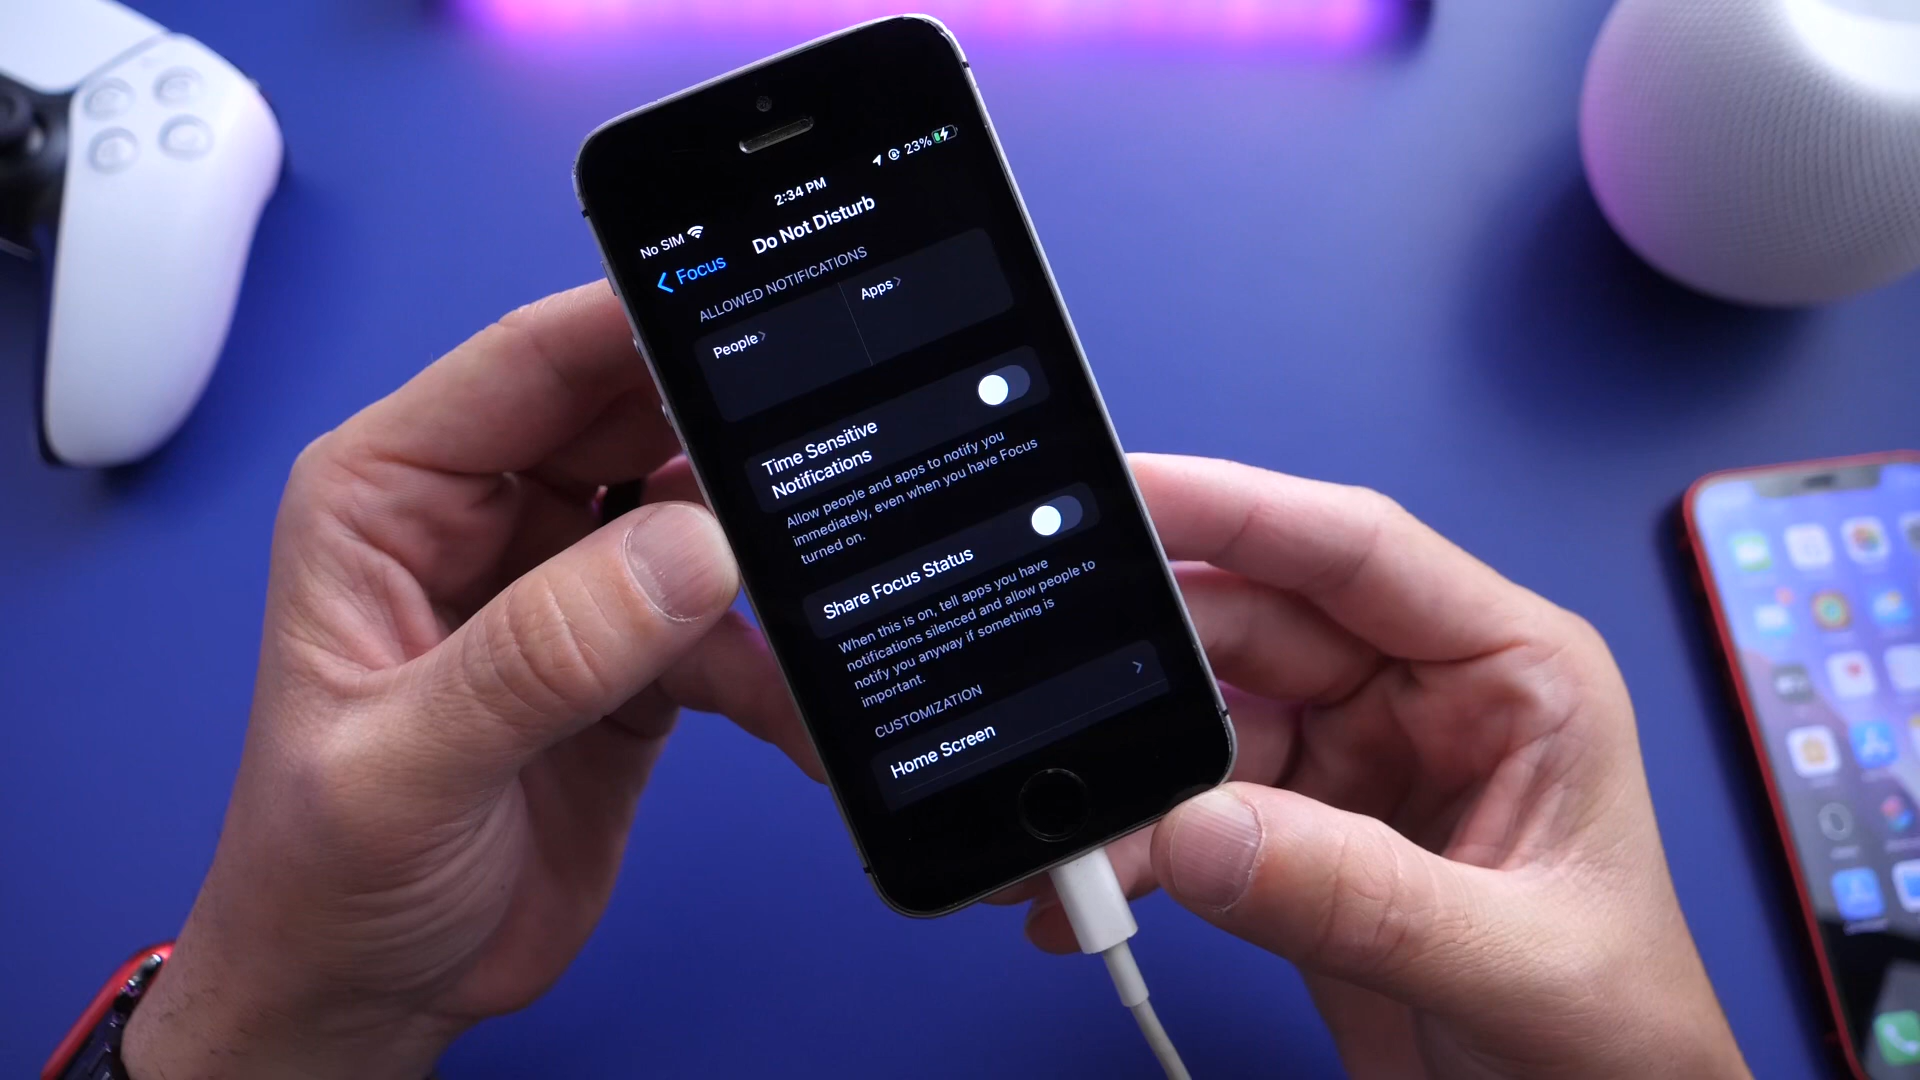 No SIM 2:34 PM 23%
Focus Do Not Disturb
ALLOWED NOTIFICATIONS
People Apps
Time Sensitive
Notifications
Allow people and apps to notify you
immediately, even when you have Focus
turned on.
Share Focus Status
When this is on, tell apps you have
notifications silenced and allow people to
notify you anyway if something is
important.
CUSTOMIZATION
Home Screen